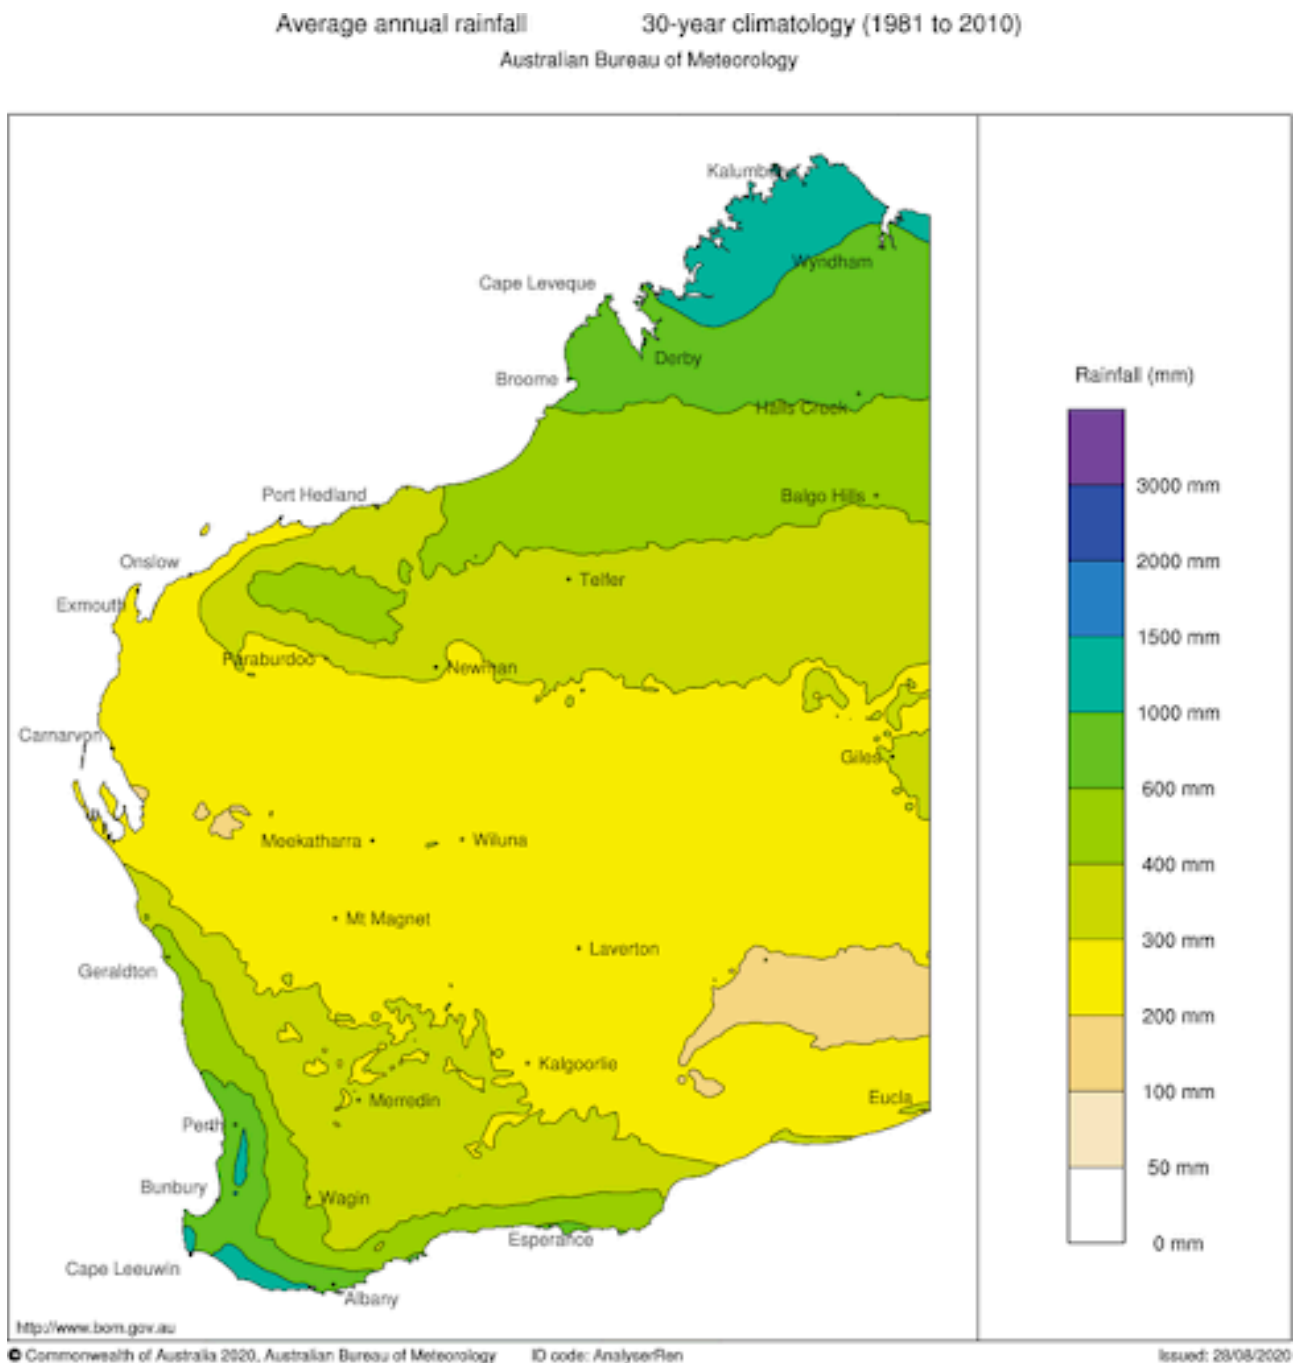 Average annual rainfall 30-year climatology (1981 to 2010)
Australian Bureau of Meteorology
Kalumburu
Wyndham
Cape Leveque
Derby
Broome
Rainfall (mm)
Halls Creek
3000 mm
Port Hedland
Balgo Hills
2000 mm
Onslow
Telfer
Exmouth
1500 mm
Paraburdoo
Newman
1000 mm
Carnarvon
Giles
600 mm
Meekatharra
Wiluna
400 mm
Mt Magnet
300 mm
Laverton
Geraldton
200 mm
Kalgoorlie
100 mm
Merredin
Eucla
Perth
50 mm
Bunbury
Wagin
Esperance
0 mm
Cape Leeuwin
Albany
http://www.bom.gov.au
© Commonwealth of Australia 2020, Australian Bureau of Meteorology ID code: AnalyserRen Issued: 28/08/2020